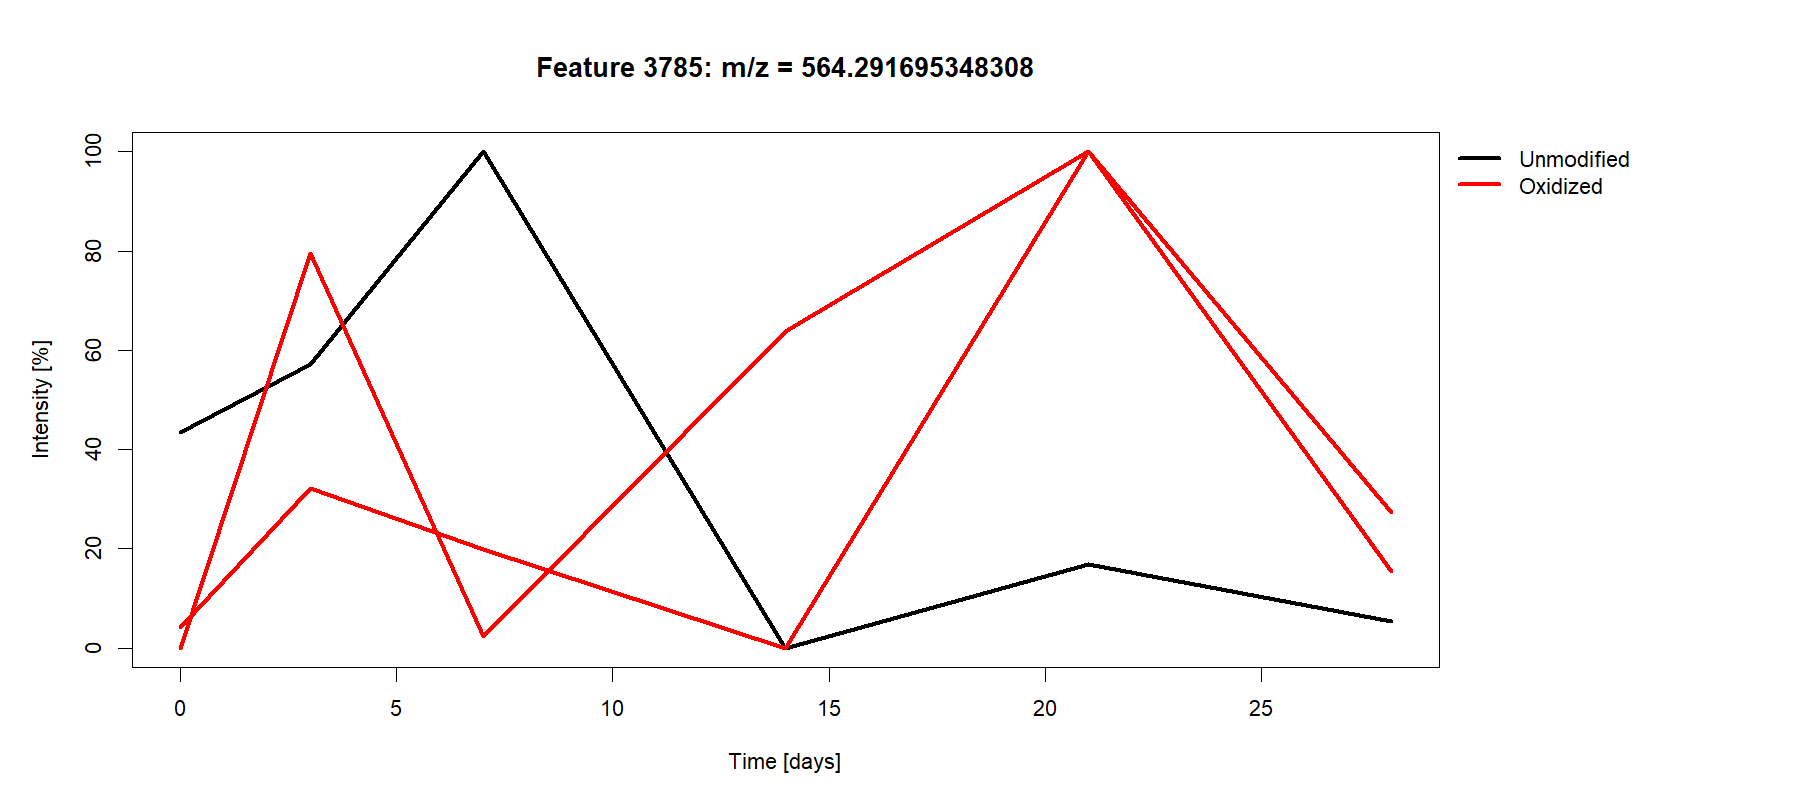 Feature 3785: m/z = 564.291695348308
Unmodified
Oxidized
Intensity [%]
100
80
60
40
20
0
0 5 10 15 20 25
Time [days]